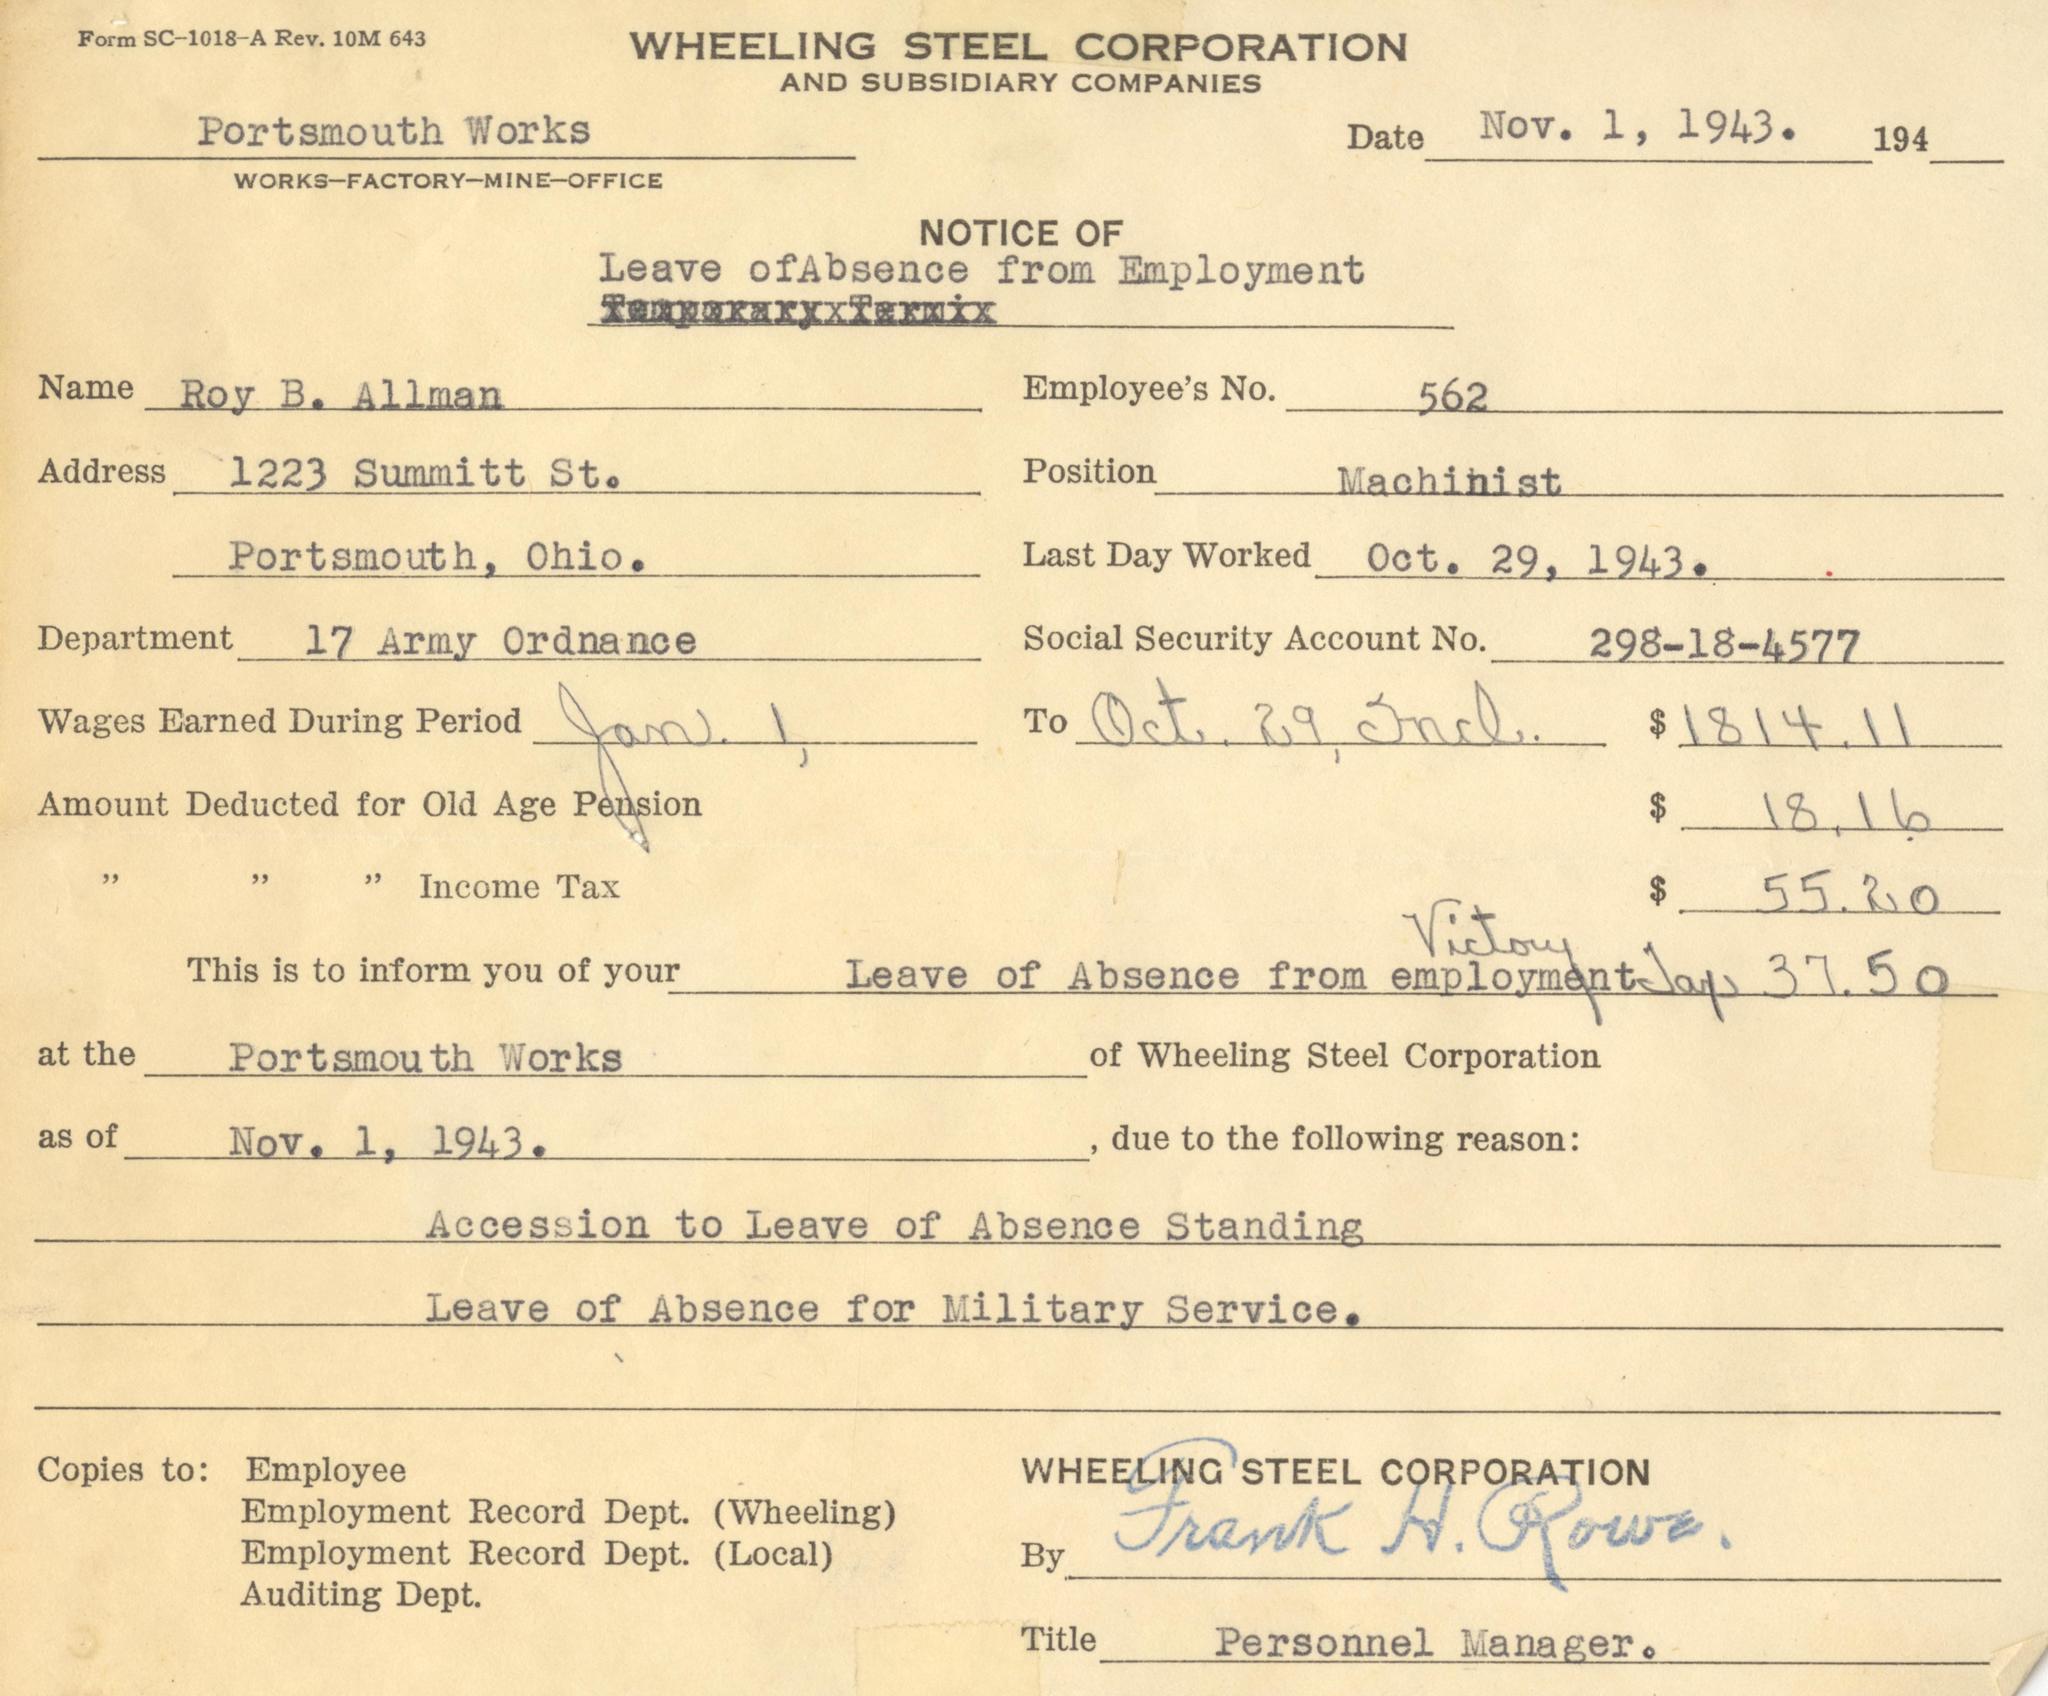 Form SC-1018-A Rev. 10M 643
WHEELING STEEL CORPORATION
AND SUBSIDIARY COMPANIES
Portsmouth Works
Date Nov. 1, 1943. 194
WORKS—FACTORY—MINE—OFFICE
NOTICE OF
Leave ofAbsence from Employment
Name Roy B. Allman Employee's No. 562
Address 1223 Summitt St. Position Machinist
Portsmouth, Ohio. Last Day Worked Oct. 29, 1943.
Department 17 Army Ordnance Social Security Account No. 298-18-4577
Wages Earned During Period Jan. 1, To Oct. 29, Incl. $ 1814.11
Amount Deducted for Old Age Pension $ 18.16
" " " Income Tax $ 55.20
This is to inform you of your Leave of Absence from employment Victory Tax 37.50
at the Portsmouth Works of Wheeling Steel Corporation
as of Nov. 1, 1943. , due to the following reason:
Accession to Leave of Absence Standing
Leave of Absence for Military Service.
Copies to: Employee
Employment Record Dept. (Wheeling)
Employment Record Dept. (Local)
Auditing Dept.
WHEELING STEEL CORPORATION
By Frank H. Rowe.
Title Personnel Manager.